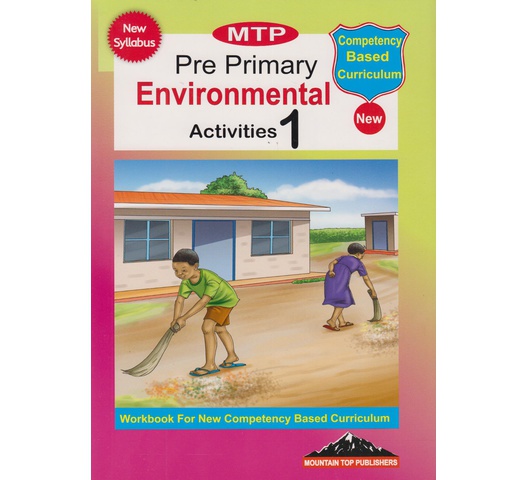 New
Syllabus
MTP
Pre Primary
Environmental
Activities 1
Competency
Based
Curriculum
New
Workbook For New Competency Based Curriculum
MOUNTAIN TOP PUBLISHERS